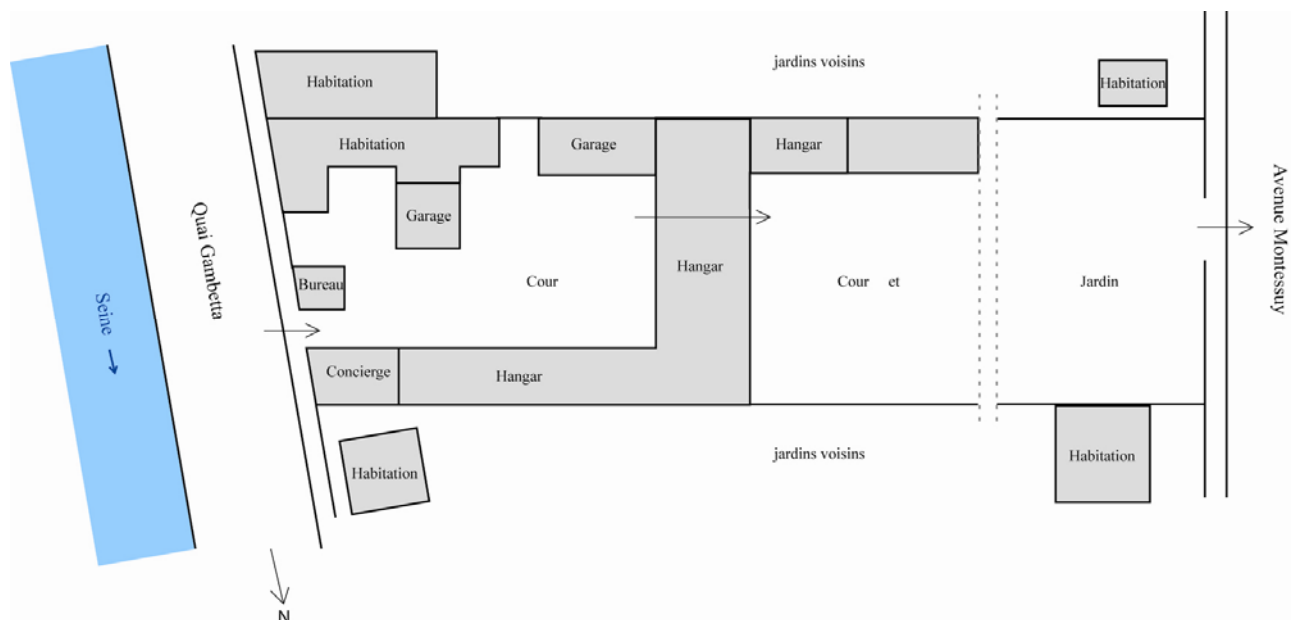 jardins voisins
Habitation
Habitation
Habitation
Garage
Hangar
Garage
Quai Gambetta
Seine
Bureau
Cour
Hangar
Cour et
Jardin
Avenue Montessuy
Concierge
Hangar
Habitation
jardins voisins
Habitation
N